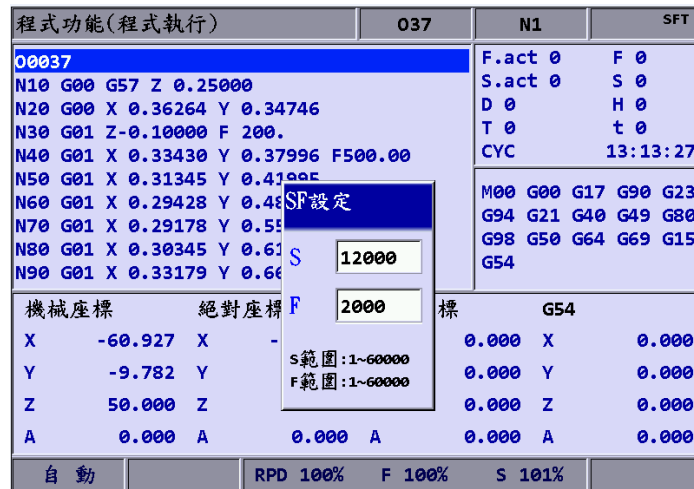 程式功能(程式執行) O37 N1 SFT
O0037
N10 G00 G57 Z 0.25000
N20 G00 X 0.36264 Y 0.34746
N30 G01 Z-0.10000 F 200.
N40 G01 X 0.33430 Y 0.37996 F500.00
N50 G01 X 0.31345 Y 0.41995
N60 G01 X 0.29428 Y 0.48
N70 G01 X 0.29178 Y 0.55
N80 G01 X 0.30345 Y 0.61
N90 G01 X 0.33179 Y 0.66
F.act 0 F 0
S.act 0 S 0
D 0 H 0
T 0 t 0
CYC 13:13:27
M00 G00 G17 G90 G23
G94 G21 G40 G49 G80
G98 G50 G64 G69 G15
G54
SF設定
S 12000
F 2000
S範圍:1~60000
F範圍:1~60000
機械座標 絕對座標 標 G54
X -60.927 X - 0.000 X 0.000
Y -9.782 Y 0.000 Y 0.000
Z 50.000 Z 0.000 Z 0.000
A 0.000 A 0.000 A 0.000 A 0.000
自動 RPD 100% F 100% S 101%